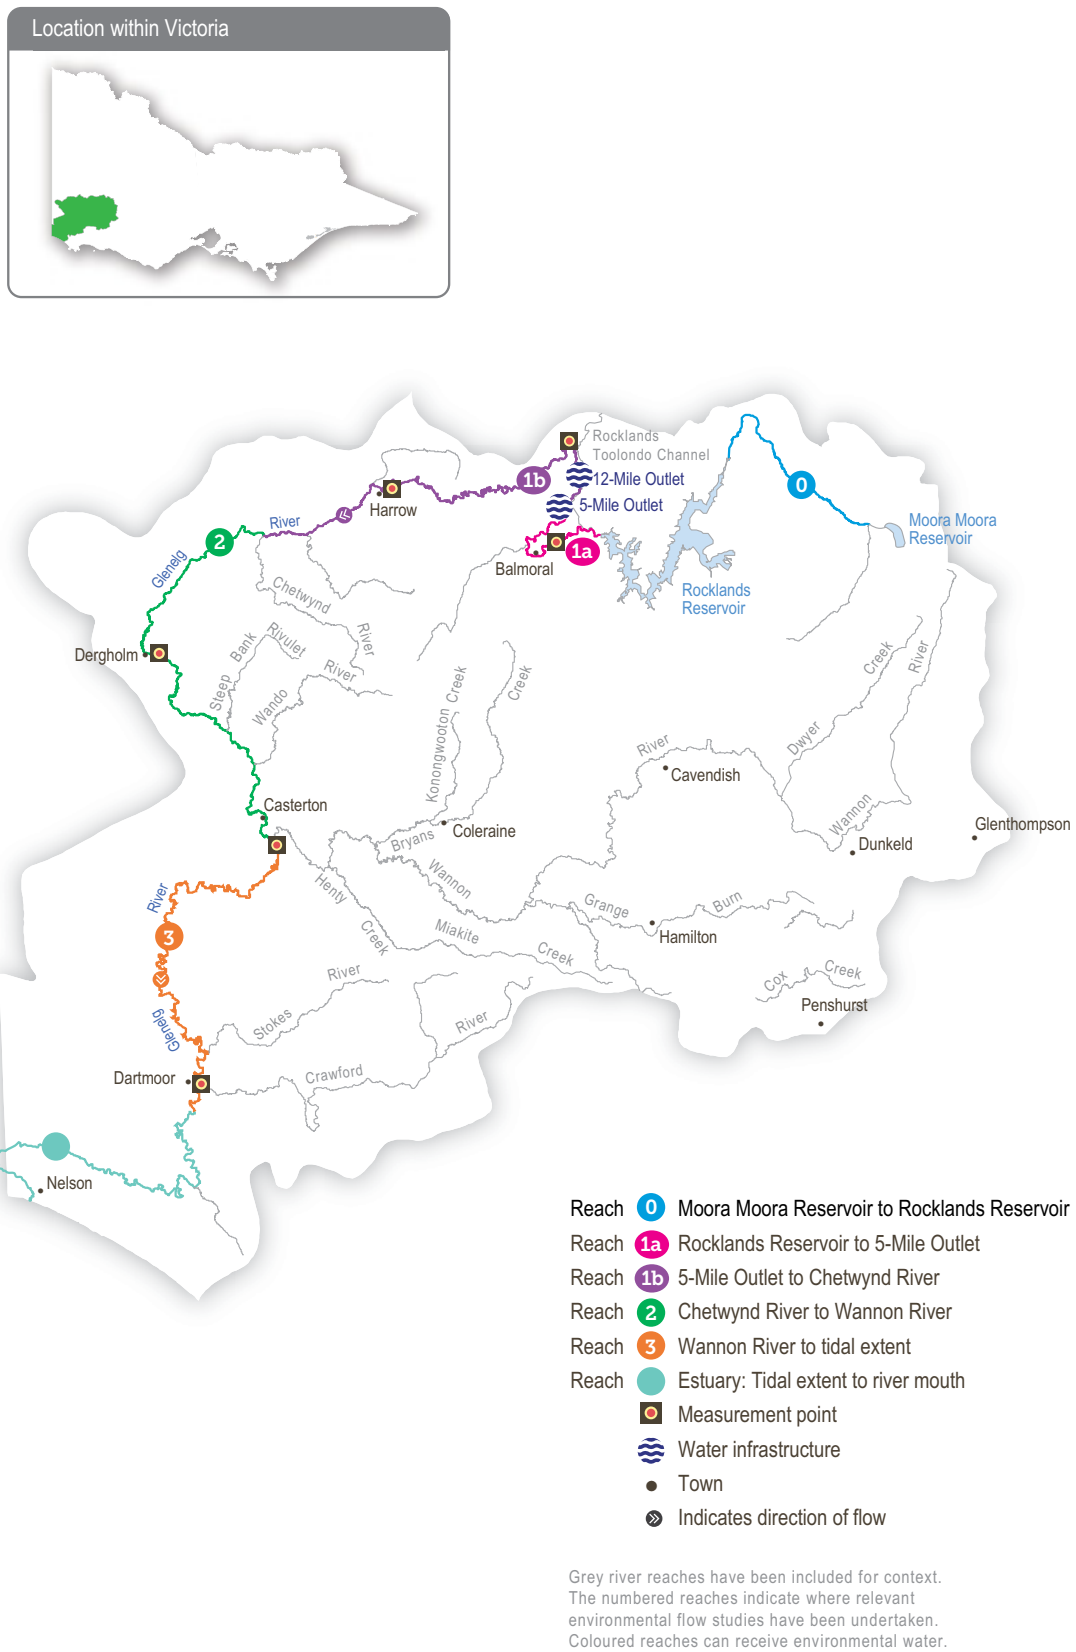 Location within Victoria
Rocklands
Toolondo Channel
1b
12-Mile Outlet
0
5-Mile Outlet
Harrow
River
Moora Moora
Reservoir
2
1a
Glenelg
Balmoral
Rocklands
Reservoir
Chetwynd
River
Dergholm
Bank
Rivulet
Steep
River
Wando
Creek
Konongwooton
Creek
Creek
River
Dwyer
River
Cavendish
Casterton
Wannon
Glenthompson
Coleraine
Bryans
Dunkeld
Wannon
Henty
River
Grange
Burn
3
Creek
Miakite
Creek
Hamilton
River
Cox
Creek
Penshurst
Glenelg
Stokes
River
Dartmoor
Crawford
Nelson
Reach 0 Moora Moora Reservoir to Rocklands Reservoir
Reach 1a Rocklands Reservoir to 5-Mile Outlet
Reach 1b 5-Mile Outlet to Chetwynd River
Reach 2 Chetwynd River to Wannon River
Reach 3 Wannon River to tidal extent
Reach Estuary: Tidal extent to river mouth
Measurement point
Water infrastructure
Town
Indicates direction of flow
Grey river reaches have been included for context.
The numbered reaches indicate where relevant
environmental flow studies have been undertaken.
Coloured reaches can receive environmental water.